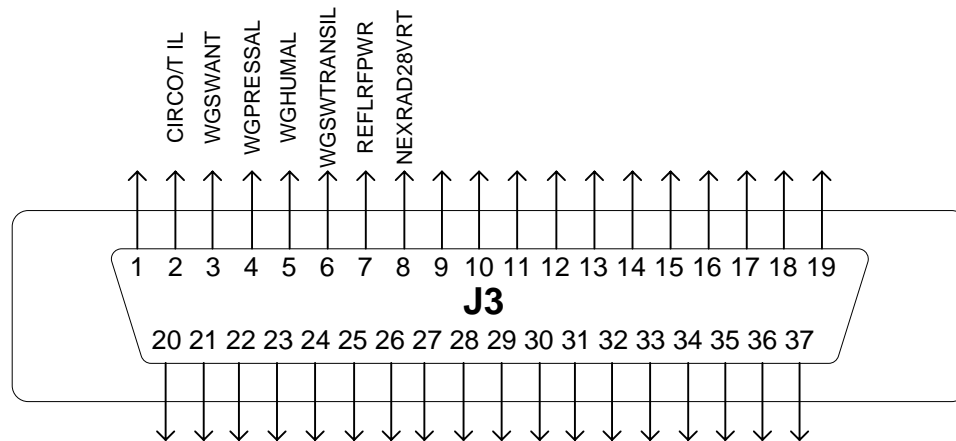 CIRCO/T IL
WGSWANT
WGPRESSAL
WGHUMAL
WGSWTRANSIL
REFLRFPWR
NEXRAD28VRT
1 2 3 4 5 6 7 8 9 10 11 12 13 14 15 16 17 18 19
J3
20 21 22 23 24 25 26 27 28 29 30 31 32 33 34 35 36 37